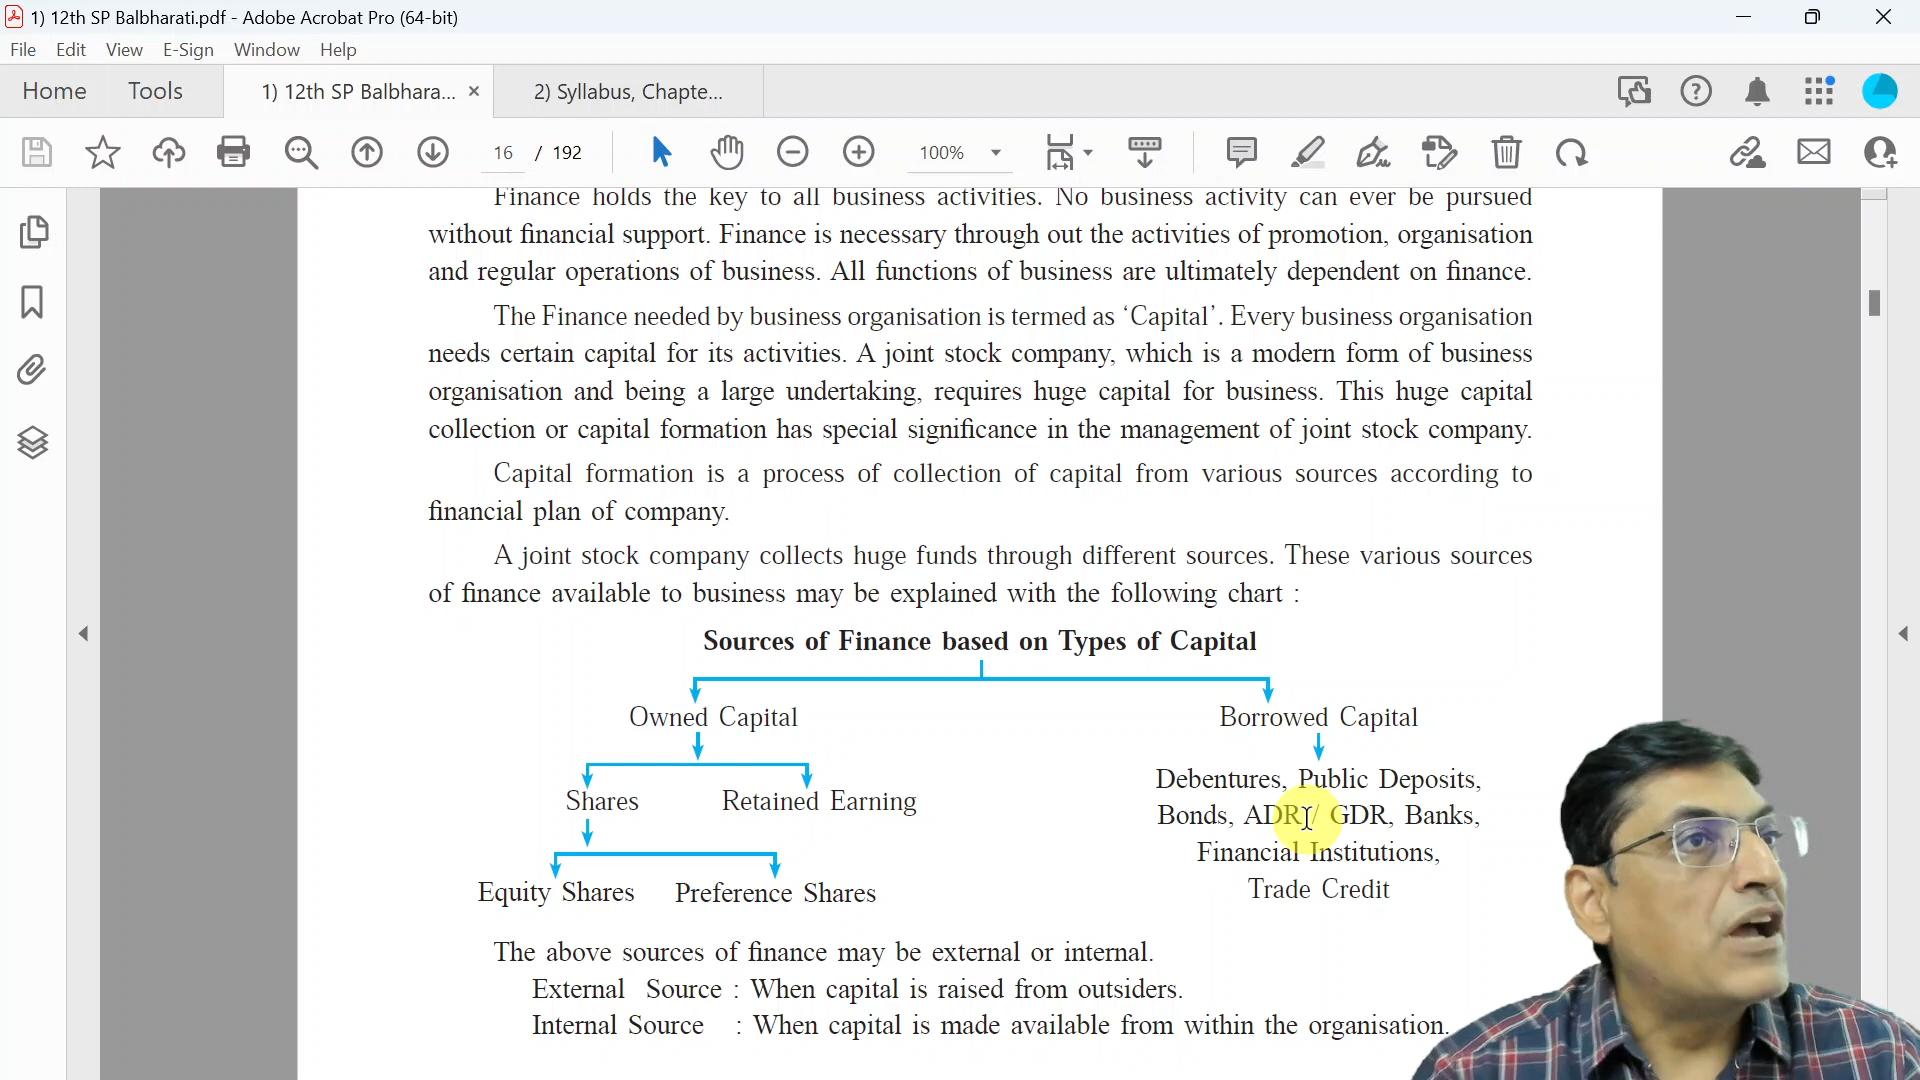 1) 12th SP Balbharati.pdf - Adobe Acrobat Pro (64-bit)
File Edit View E-Sign Window Help
Home Tools 1) 12th SP Balbhara... × 2) Syllabus, Chapte...
16 / 192 100%
Finance holds the key to all business activities. No business activity can ever be pursued
without financial support. Finance is necessary through out the activities of promotion, organisation
and regular operations of business. All functions of business are ultimately dependent on finance.
The Finance needed by business organisation is termed as ‘Capital’. Every business organisation
needs certain capital for its activities. A joint stock company, which is a modern form of business
organisation and being a large undertaking, requires huge capital for business. This huge capital
collection or capital formation has special significance in the management of joint stock company.
Capital formation is a process of collection of capital from various sources according to
financial plan of company.
A joint stock company collects huge funds through different sources. These various sources
of finance available to business may be explained with the following chart :
Sources of Finance based on Types of Capital
Owned Capital Borrowed Capital
Shares Retained Earning
Equity Shares Preference Shares
Debentures, Public Deposits,
Bonds, ADR/ GDR, Banks,
Financial Institutions,
Trade Credit
The above sources of finance may be external or internal.
External Source : When capital is raised from outsiders.
Internal Source : When capital is made available from within the organisation.